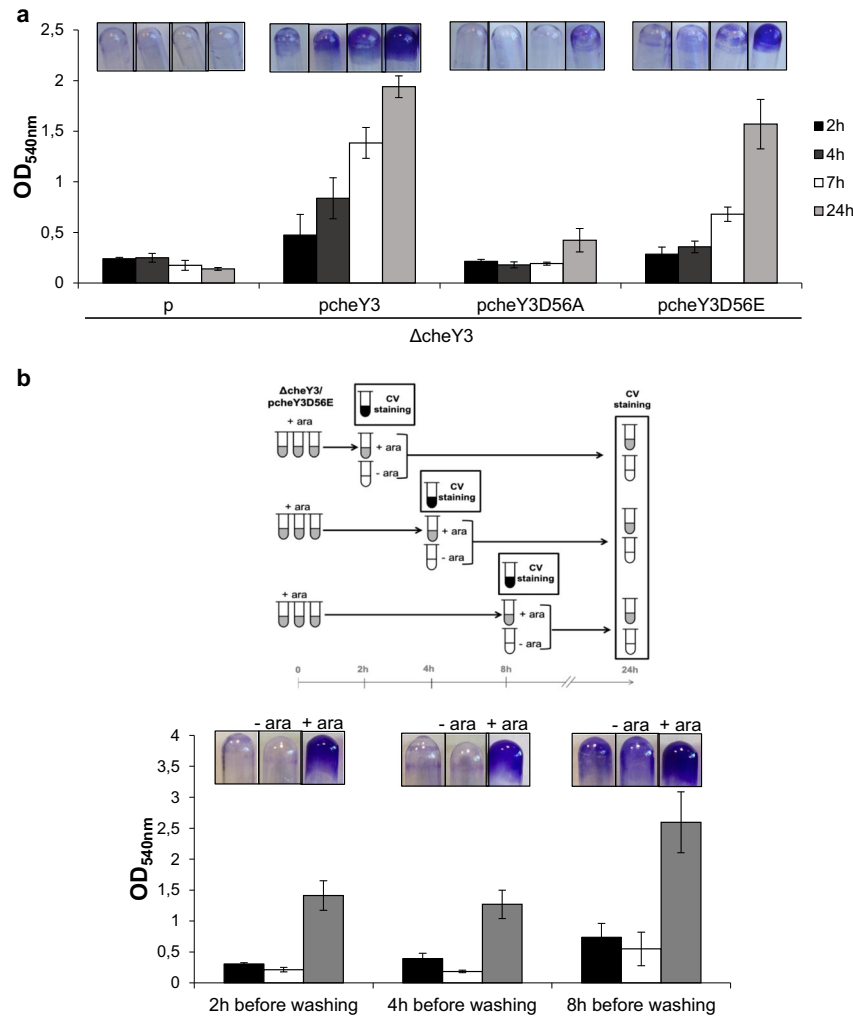 a
2,5
2
1,5
1
0,5
0
OD540nm
2h
4h
7h
24h
p pcheY3 pcheY3D56A pcheY3D56E
ΔcheY3
b
ΔcheY3/
pcheY3D56E
+ ara
CV
staining
+ ara
- ara
CV
staining
+ ara
CV
staining
+ ara
- ara
+ ara
CV
staining
+ ara
- ara
0 2h 4h 8h 24h
- ara + ara - ara + ara - ara + ara
4
3,5
3
2,5
2
1,5
1
0,5
0
OD540nm
2h before washing 4h before washing 8h before washing